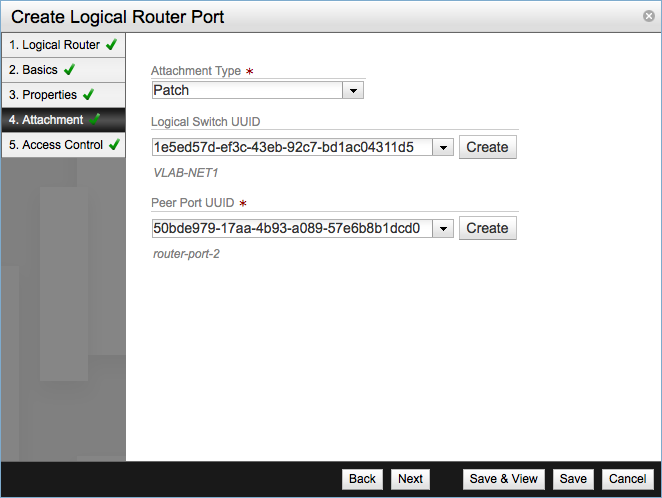 Create Logical Router Port
1. Logical Router
2. Basics
3. Properties
4. Attachment
5. Access Control
Attachment Type *
Patch
Logical Switch UUID
1e5ed57d-ef3c-43eb-92c7-bd1ac04311d5 Create
VLAB-NET1
Peer Port UUID *
50bde979-17aa-4b93-a089-57e6b8b1dcd0 Create
router-port-2
Back Next Save & View Save Cancel